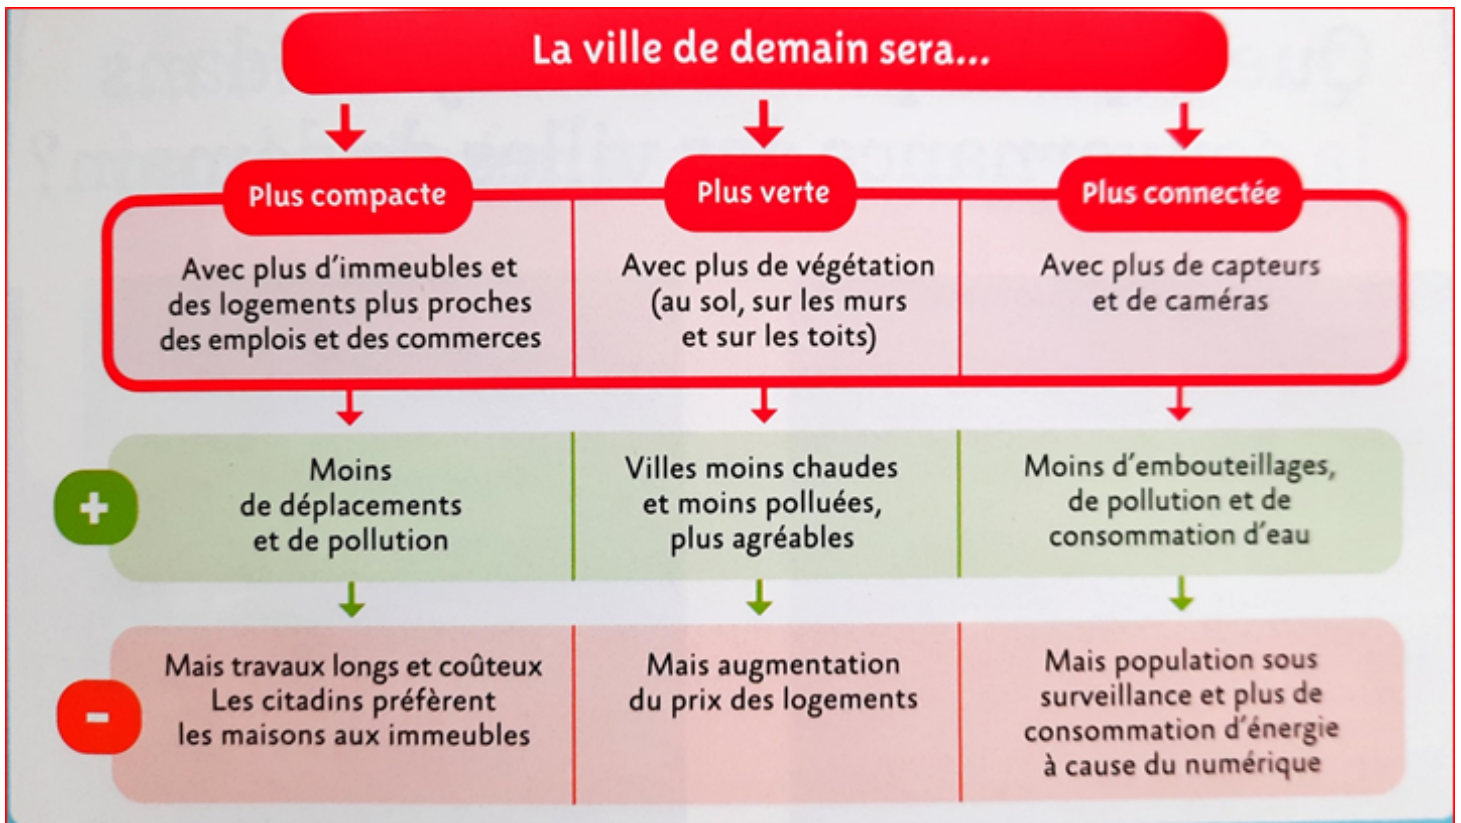 La ville de demain sera...
Plus compacte
Avec plus d'immeubles et
des logements plus proches
des emplois et des commerces
Plus verte
Avec plus de végétation
(au sol, sur les murs
et sur les toits)
Plus connectée
Avec plus de capteurs
et de caméras
+
Moins
de déplacements
et de pollution
Villes moins chaudes
et moins polluées,
plus agréables
Moins d'embouteillages,
de pollution et de
consommation d'eau
-
Mais travaux longs et coûteux
Les citadins préfèrent
les maisons aux immeubles
Mais augmentation
du prix des logements
Mais population sous
surveillance et plus de
consommation d'énergie
à cause du numérique